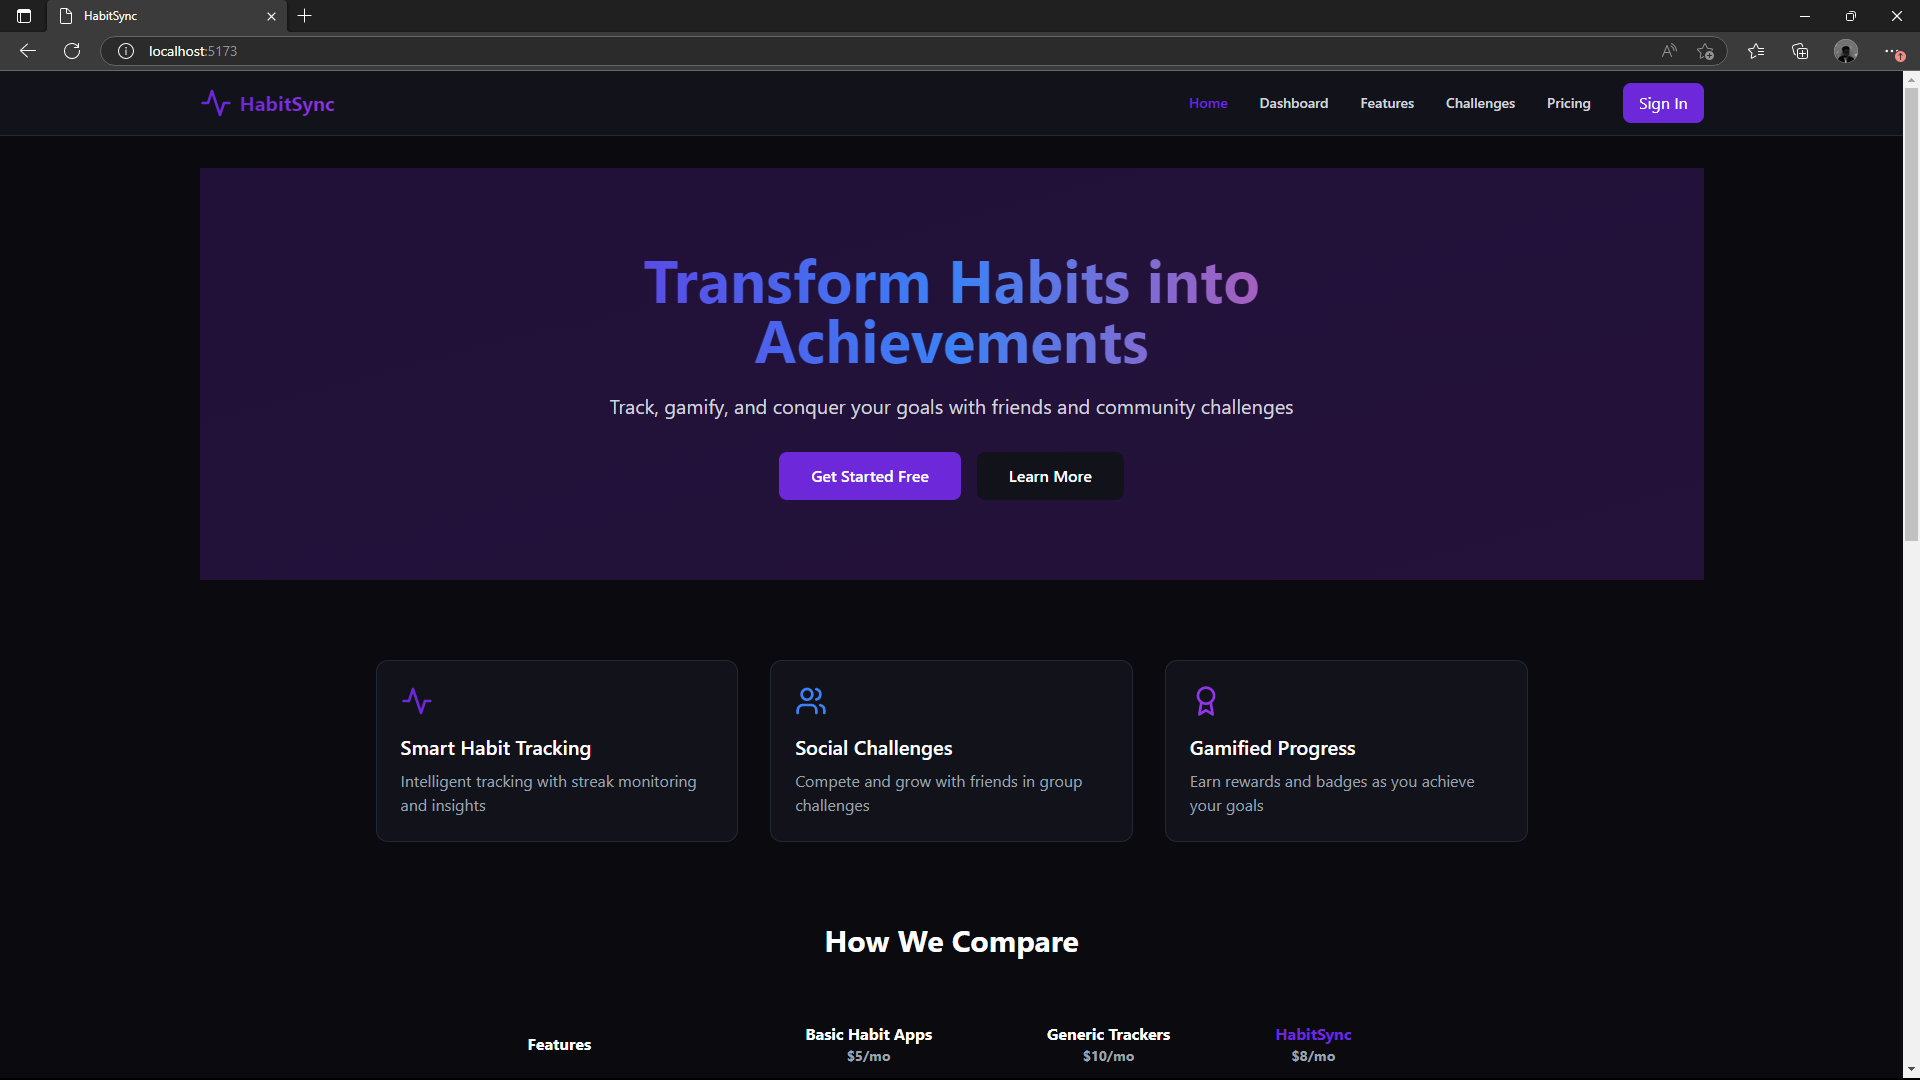 HabitSync
localhost:5173
HabitSync
Home
Dashboard
Features
Challenges
Pricing
Sign In
Transform Habits into
Achievements
Track, gamify, and conquer your goals with friends and community challenges
Get Started Free
Learn More
Smart Habit Tracking
Intelligent tracking with streak monitoring
and insights
Social Challenges
Compete and grow with friends in group
challenges
Gamified Progress
Earn rewards and badges as you achieve
your goals
How We Compare
Features
Basic Habit Apps
$5/mo
Generic Trackers
$10/mo
HabitSync
$8/mo